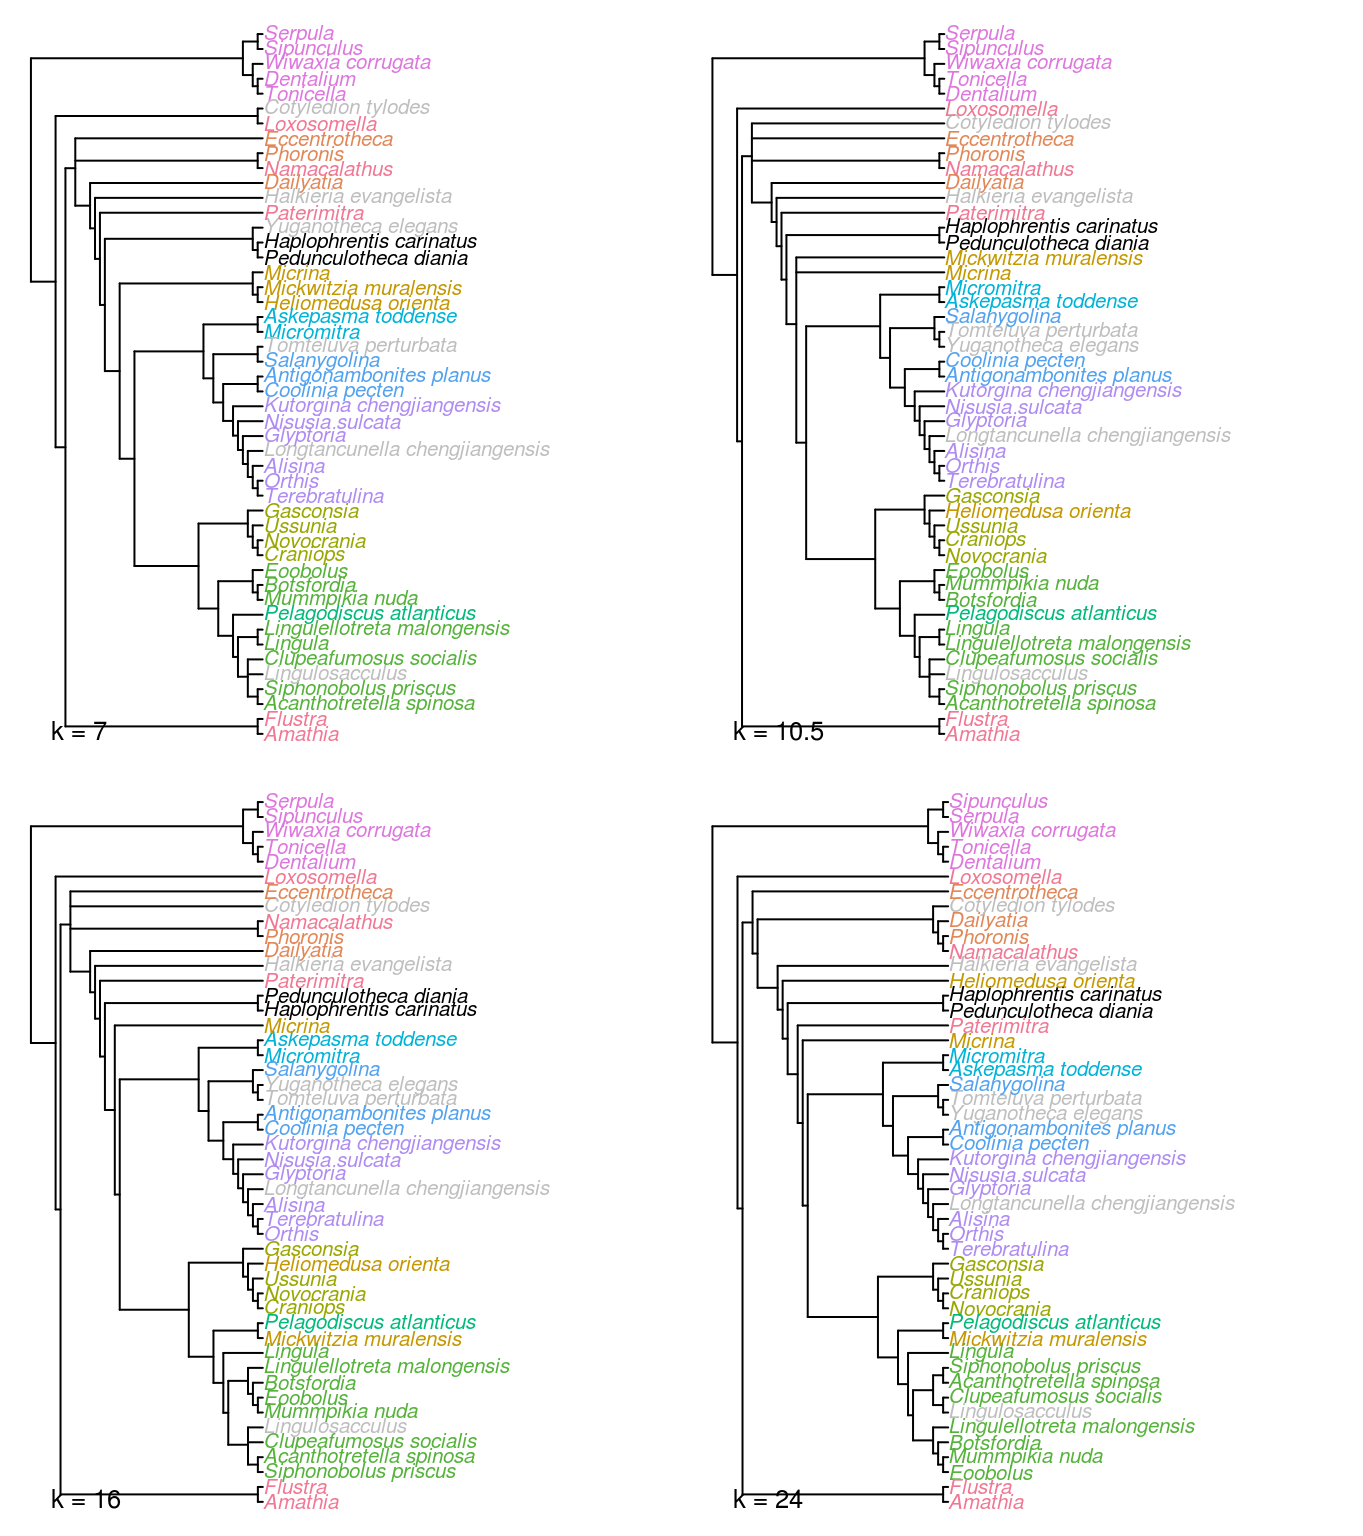 Serpula
Sipunculus
Wiwaxia corrugata
Dentalium
Tonicella
Cotyledion tylodes
Loxosomella
Eccentrotheca
Phoronis
Namacalathus
Dailyatia
Halkieria evangelista
Paterimitra
Yuganotheca elegans
Haplophrentis carinatus
Pedunculotheca diania
Micrina
Mickwitzia muralensis
Heliomedusa orienta
Askepasma toddense
Micromitra
Tomteluva perturbata
Salanygolina
Antigonambonites planus
Coolinia pecten
Kutorgina chengjiangensis
Nisusia sulcata
Glyptoria
Longtancunella chengjiangensis
Alisina
Orthis
Terebratulina
Gasconsia
Ussunia
Novocrania
Craniops
Eoobolus
Botsfordia
Mummpikia nuda
Pelagodiscus atlanticus
Lingulellotreta malongensis
Lingula
Clupeafumosus socialis
Lingulosacculus
Siphonobolus priscus
Acanthotretella spinosa
Flustra
Amathia
k = 7
Serpula
Sipunculus
Wiwaxia corrugata
Tonicella
Dentalium
Loxosomella
Cotyledion tylodes
Eccentrotheca
Phoronis
Namacalathus
Dailyatia
Halkieria evangelista
Paterimitra
Haplophrentis carinatus
Pedunculotheca diania
Mickwitzia muralensis
Micrina
Micromitra
Askepasma toddense
Salanygolina
Tomteluva perturbata
Yuganotheca elegans
Coolinia pecten
Antigonambonites planus
Kutorgina chengjiangensis
Nisusia sulcata
Glyptoria
Longtancunella chengjiangensis
Alisina
Orthis
Terebratulina
Gasconsia
Heliomedusa orienta
Ussunia
Craniops
Novocrania
Eoobolus
Mummpikia nuda
Botsfordia
Pelagodiscus atlanticus
Lingula
Lingulellotreta malongensis
Clupeafumosus socialis
Lingulosacculus
Siphonobolus priscus
Acanthotretella spinosa
Flustra
Amathia
k = 10.5
Serpula
Sipunculus
Wiwaxia corrugata
Tonicella
Dentalium
Loxosomella
Eccentrotheca
Cotyledion tylodes
Namacalathus
Phoronis
Dailyatia
Halkieria evangelista
Paterimitra
Pedunculotheca diania
Haplophrentis carinatus
Micrina
Askepasma toddense
Micromitra
Salanygolina
Yuganotheca elegans
Tomteluva perturbata
Antigonambonites planus
Coolinia pecten
Kutorgina chengjiangensis
Nisusia sulcata
Glyptoria
Longtancunella chengjiangensis
Alisina
Terebratulina
Orthis
Gasconsia
Heliomedusa orienta
Ussunia
Novocrania
Craniops
Pelagodiscus atlanticus
Mickwitzia muralensis
Lingula
Lingulellotreta malongensis
Botsfordia
Eoobolus
Mummpikia nuda
Lingulosacculus
Clupeafumosus socialis
Acanthotretella spinosa
Siphonobolus priscus
Flustra
Amathia
k = 16
Sipunculus
Serpula
Wiwaxia corrugata
Tonicella
Dentalium
Loxosomella
Eccentrotheca
Cotyledion tylodes
Dailyatia
Phoronis
Namacalathus
Halkieria evangelista
Heliomedusa orienta
Haplophrentis carinatus
Pedunculotheca diania
Paterimitra
Micrina
Micromitra
Askepasma toddense
Salanygolina
Tomteluva perturbata
Yuganotheca elegans
Antigonambonites planus
Coolinia pecten
Kutorgina chengjiangensis
Nisusia sulcata
Glyptoria
Longtancunella chengjiangensis
Alisina
Orthis
Terebratulina
Gasconsia
Ussunia
Craniops
Novocrania
Pelagodiscus atlanticus
Mickwitzia muralensis
Lingula
Siphonobolus priscus
Acanthotretella spinosa
Clupeafumosus socialis
Lingulosacculus
Lingulellotreta malongensis
Botsfordia
Mummpikia nuda
Eoobolus
Flustra
Amathia
k = 24